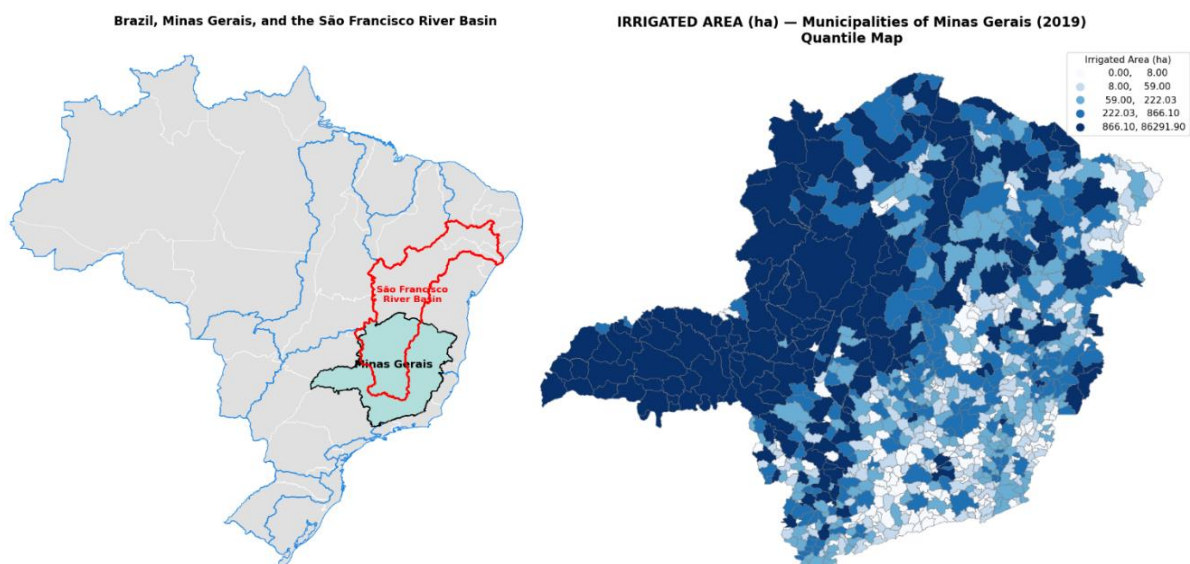 Brazil, Minas Gerais, and the São Francisco River Basin
São Francisco
River Basin
Minas Gerais
IRRIGATED AREA (ha) — Municipalities of Minas Gerais (2019)
Quantile Map
Irrigated Area (ha)
0.00, 8.00
8.00, 59.00
59.00, 222.03
222.03, 866.10
866.10, 86291.90